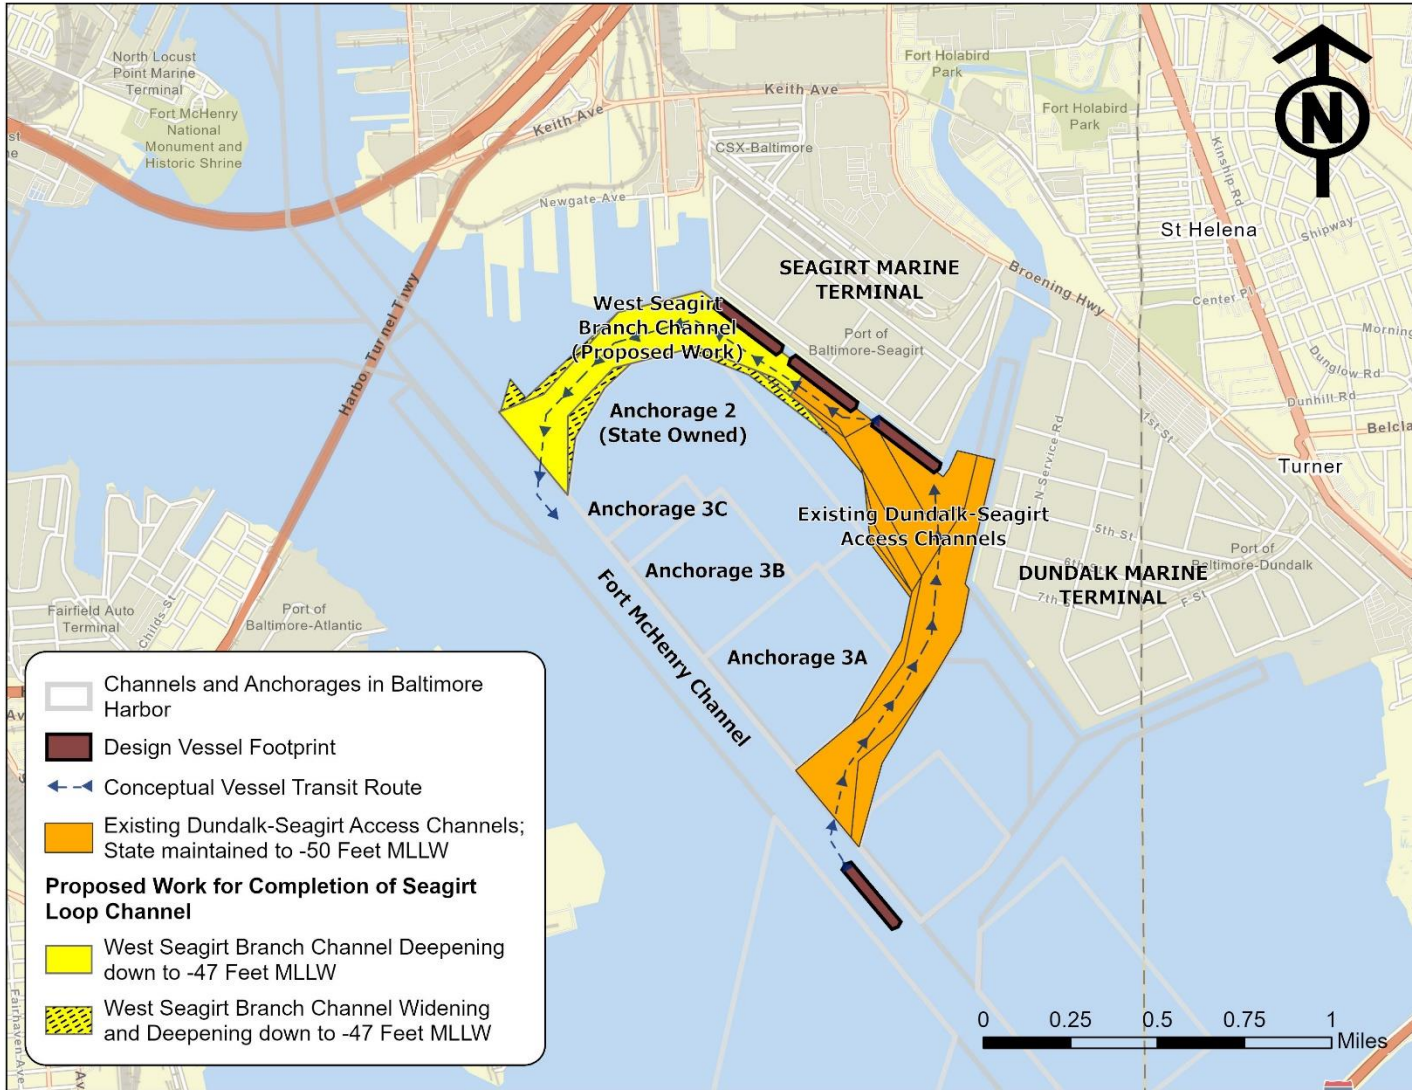 North Locust
Point Marine
Terminal
Fort McHenry
National
Monument and
Historic Shrine
Keith Ave
Keith Ave
Fort Holabird
Park
Fort Holabird
Park
CSX-Baltimore
Newgate Ave
Kinship Rd
Shipway
St Helena
Broening Hwy
Center Pl
Dunglow Rd
Dunhill Rd
Turner
1st St
N Service Rd
5th St
6th St
F St
SEAGIRT MARINE
TERMINAL
Port of
Baltimore-Seagirt
West Seagirt
Branch Channel
(Proposed Work)
Anchorage 2
(State Owned)
Anchorage 3C
Anchorage 3B
Anchorage 3A
Existing Dundalk-Seagirt
Access Channels
DUNDALK MARINE
TERMINAL
Port of
Baltimore-Dundalk
Fort McHenry Channel
Fairfield Auto
Terminal
Childs St
Port of
Baltimore-Atlantic
Fairhaven Ave
N
Channels and Anchorages in Baltimore
Harbor
Design Vessel Footprint
Conceptual Vessel Transit Route
Existing Dundalk-Seagirt Access Channels;
State maintained to -50 Feet MLLW
Proposed Work for Completion of Seagirt
Loop Channel
West Seagirt Branch Channel Deepening
down to -47 Feet MLLW
West Seagirt Branch Channel Widening
and Deepening down to -47 Feet MLLW
0 0.25 0.5 0.75 1
Miles